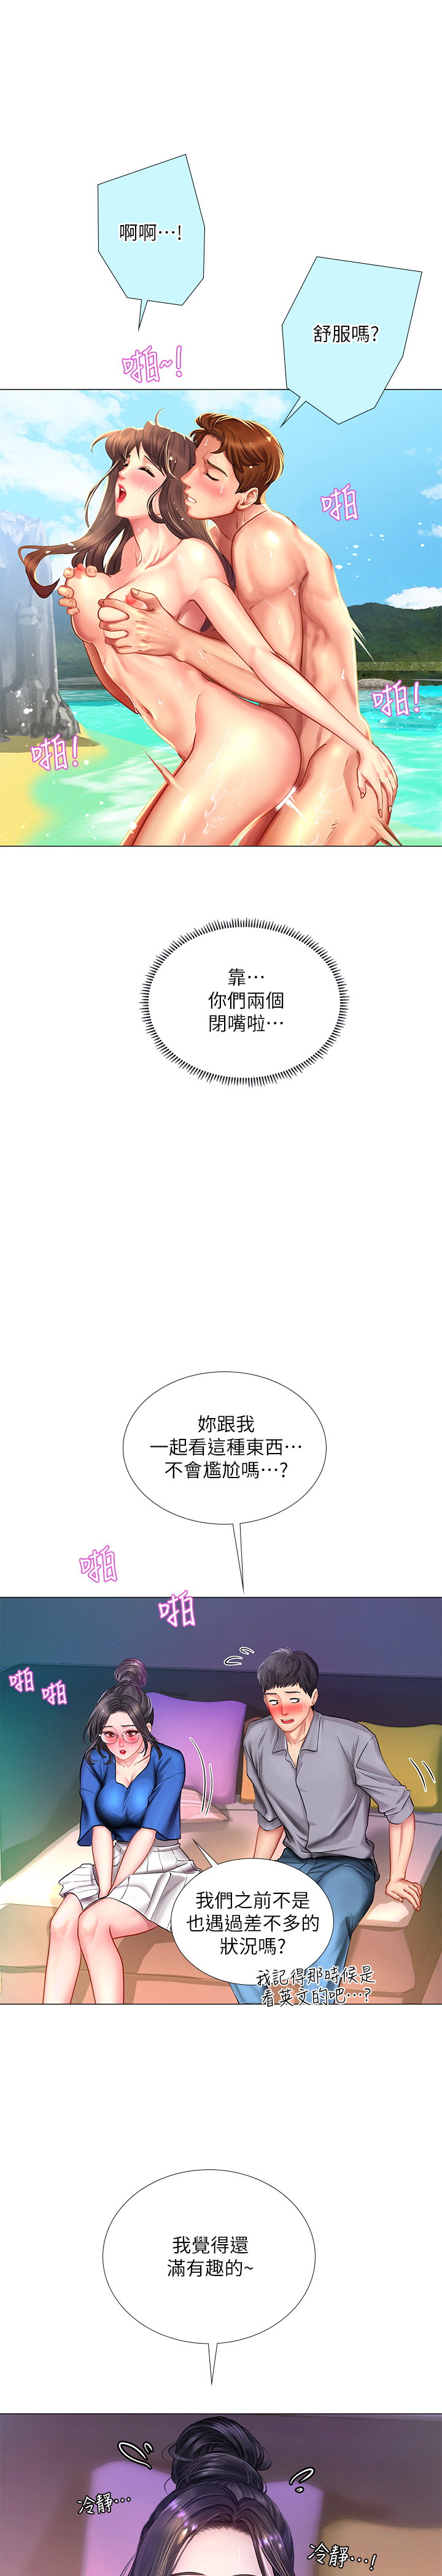 啊啊…!
舒服嗎?
啪~!
啪!
啪!
啪!
靠…
你們兩個
閉嘴啦…
妳跟我
一起看這種東西…
不會尷尬嗎…?
啪
啪
啪
啪
我們之前不是
也遇過差不多的
狀況嗎?
我記得那時候是
看英文的吧…?
我覺得還
滿有趣的~
冷靜…
冷靜…!